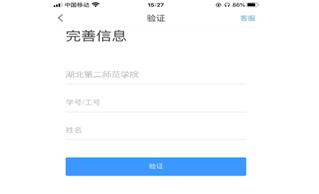 中国移动 15:27 86%
验证 客服
完善信息
湖北第二师范学院
学号/工号
姓名
验证